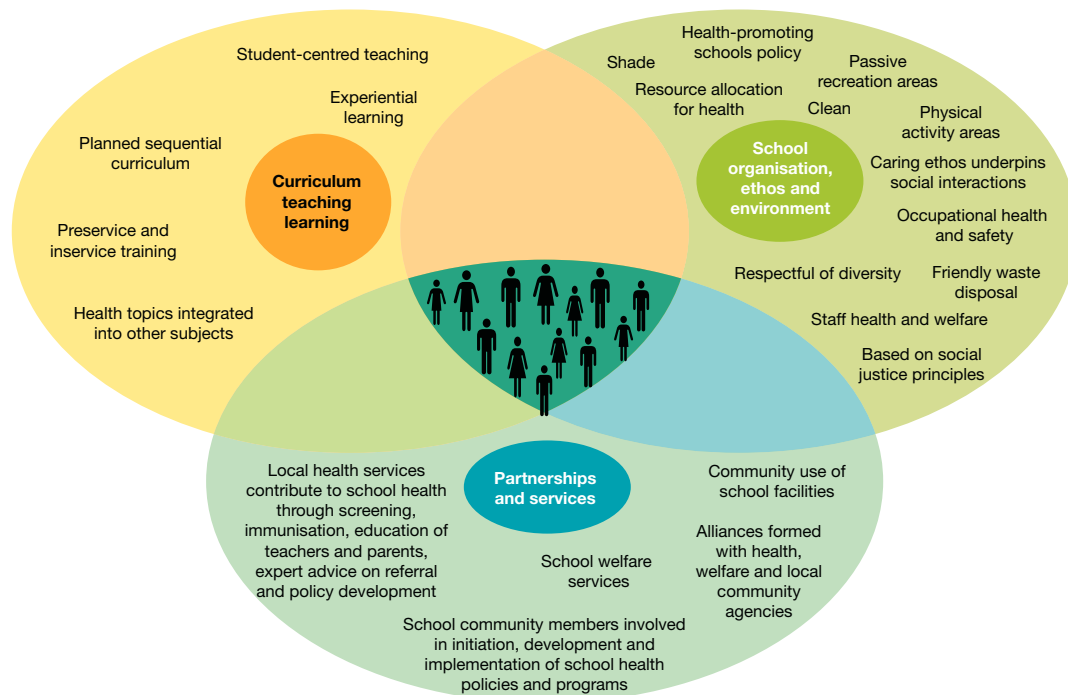 Student-centred teaching
Experiential
learning
Planned sequential
curriculum
Curriculum
teaching
learning
Preservice and
inservice training
Health topics integrated
into other subjects
Health-promoting
schools policy
Shade
Passive
recreation areas
Resource allocation
for health
Clean
Physical
activity areas
School
organisation,
ethos and
environment
Caring ethos underpins
social interactions
Occupational health
and safety
Respectful of diversity
Friendly waste
disposal
Staff health and welfare
Based on social
justice principles
Partnerships
and services
Local health services
contribute to school health
through screening,
immunisation, education of
teachers and parents,
expert advice on referral
and policy development
Community use of
school facilities
School welfare
services
Alliances formed
with health,
welfare and local
community
agencies
School community members involved
in initiation, development and
implementation of school health
policies and programs